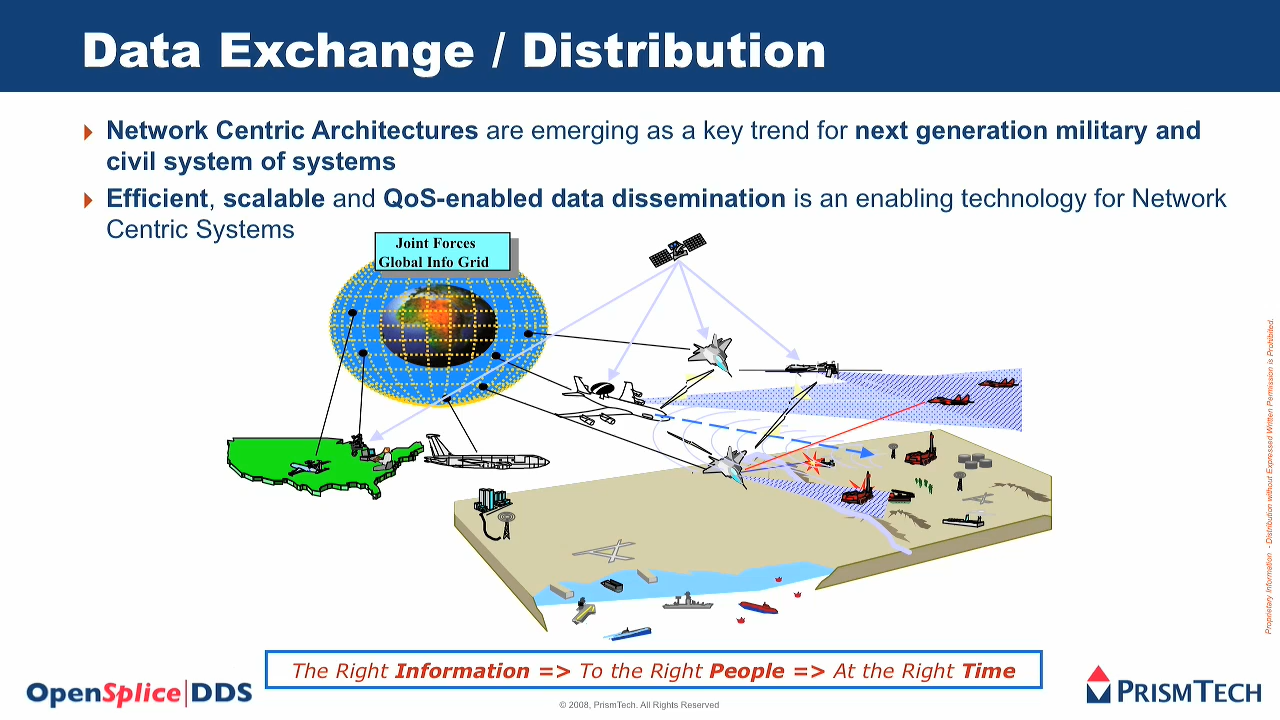 Data Exchange / Distribution
Network Centric Architectures are emerging as a key trend for next generation military and
civil system of systems
Efficient, scalable and QoS-enabled data dissemination is an enabling technology for Network
Centric Systems
Joint Forces
Global Info Grid
Proprietary Information - Distribution without Expressed Written Permission is Prohibited.
The Right Information => To the Right People => At the Right Time
OpenSplice|DDS
© 2008, PrismTech. All Rights Reserved
PRISMTECH